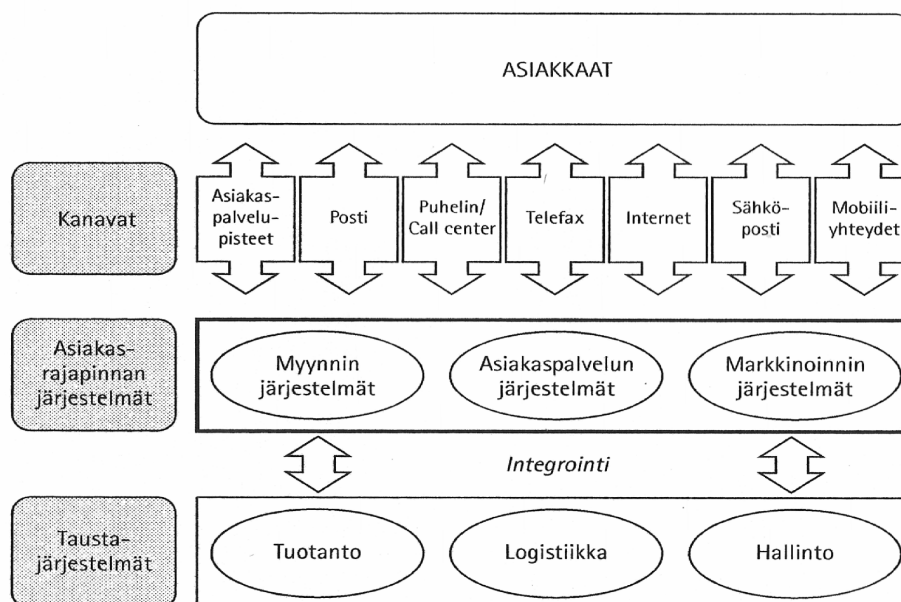 ASIAKKAAT
Kanavat
Asiakas-
palvelu-
pisteet
Posti
Puhelin/
Call center
Telefax
Internet
Sähkö-
posti
Mobiili-
yhteydet
Asiakas-
rajapinnan
järjestelmät
Myynnin
järjestelmät
Asiakaspalvelun
järjestelmät
Markkinoinnin
järjestelmät
Integrointi
Tausta-
järjestelmät
Tuotanto
Logistiikka
Hallinto